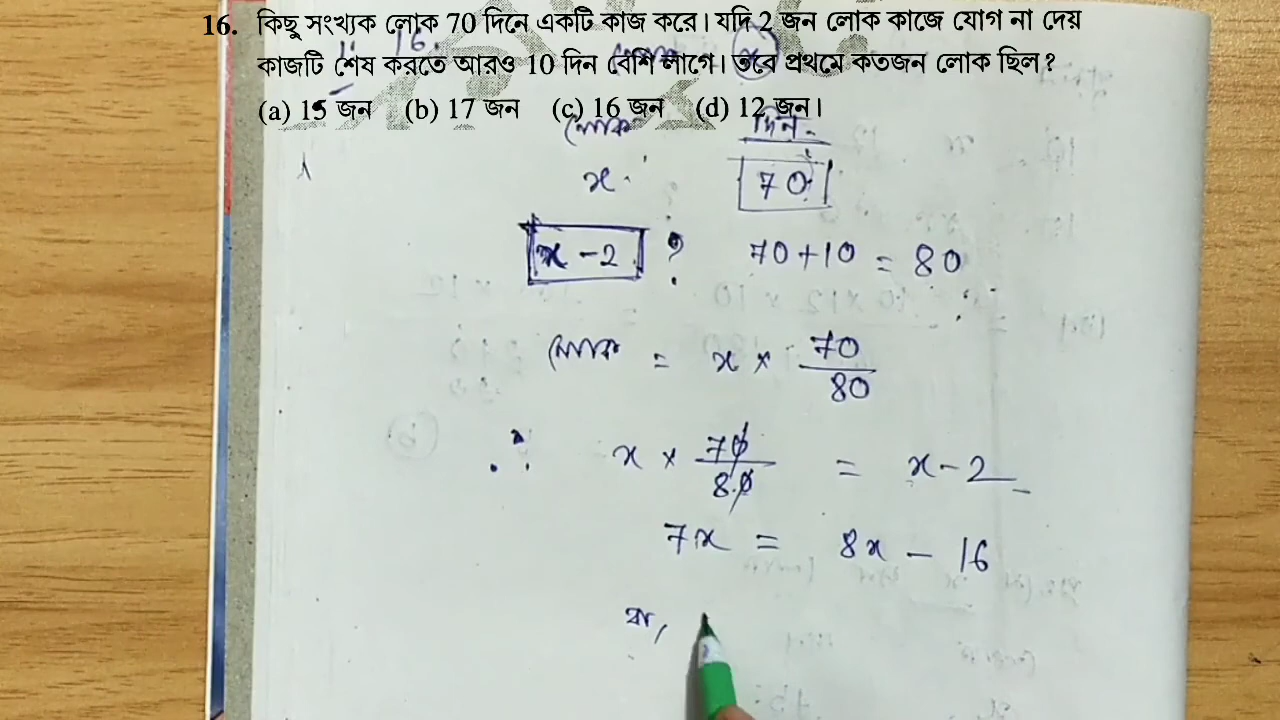 16. কিছু সংখ্যক লোক 70 দিনে একটি কাজ করে। যদি 2 জন লোক কাজে যোগ না দেয়
কাজটি শেষ করতে আরও 10 দিন বেশি লাগে। তবে প্রথমে কতজন লোক ছিল?
(a) 15 জন (b) 17 জন (c) 16 জন (d) 12 জন।
লোক দিন
x 70
x - 2 ? 70 + 10 = 80
লোক = x × 70/80
∴ x × 70/80 = x - 2
7x = 8x - 16
বা,